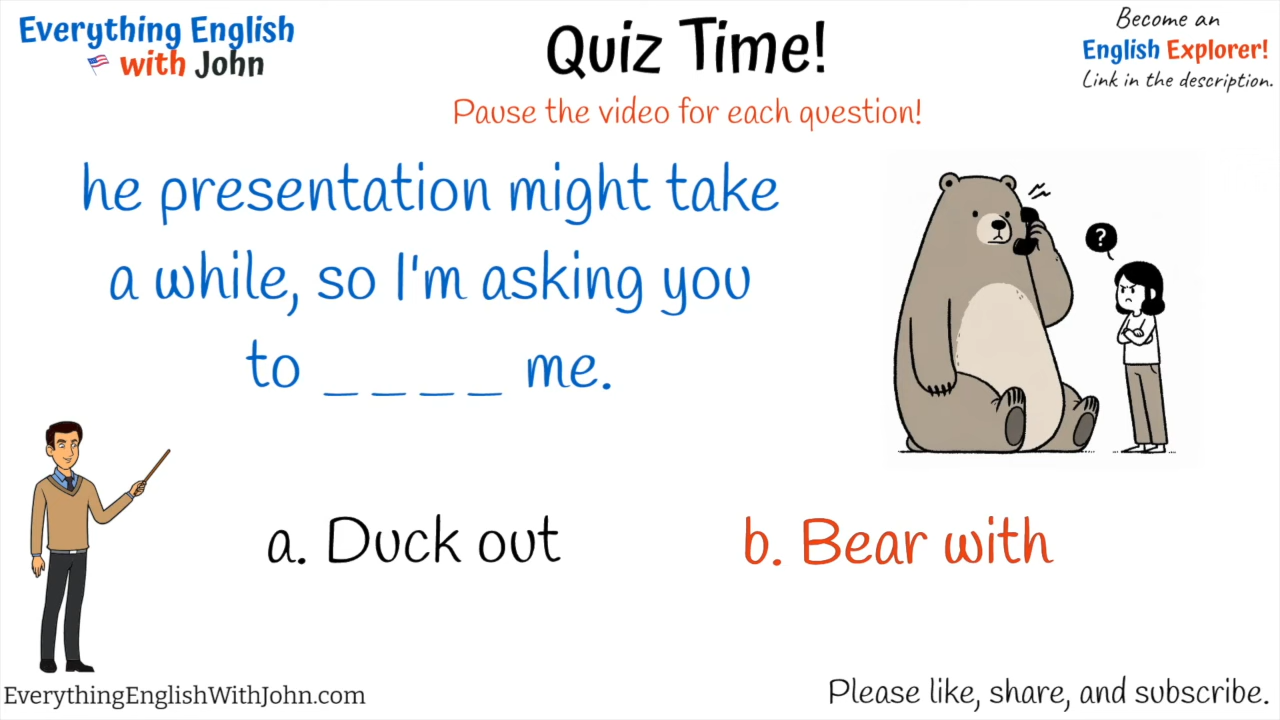 Everything English
with John
Quiz Time!
Pause the video for each question!
Become an
English Explorer!
Link in the description.
he presentation might take
a while, so I'm asking you
to _ _ _ _ me.
?
a. Duck out
b. Bear with
EverythingEnglishWithJohn.com
Please like, share, and subscribe.